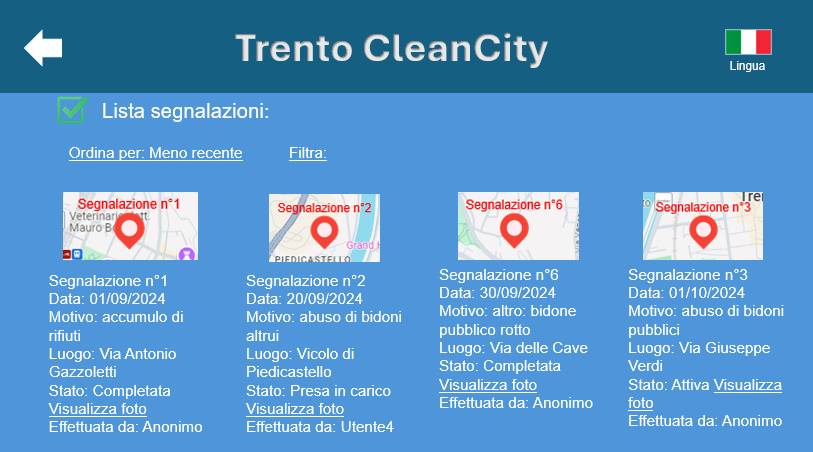 Trento CleanCity
Lingua
Lista segnalazioni:
Ordina per: Meno recente
Filtra:
Segnalazione n°1
Veterinario
Mauro
Segnalazione n°1
Data: 01/09/2024
Motivo: accumulo di
rifiuti
Luogo: Via Antonio
Gazzoletti
Stato: Completata
Visualizza foto
Effettuata da: Anonimo
Segnalazione n°2
Grand
PIEDICASTELLO
Segnalazione n°2
Data: 20/09/2024
Motivo: abuso di bidoni
altrui
Luogo: Vicolo di
Piedicastello
Stato: Presa in carico
Visualizza foto
Effettuata da: Utente4
Segnalazione n°6
Segnalazione n°6
Data: 30/09/2024
Motivo: altro: bidone
pubblico rotto
Luogo: Via delle Cave
Stato: Completata
Visualizza foto
Effettuata da: Anonimo
Segnalazione n°3
Segnalazione n°3
Data: 01/10/2024
Motivo: abuso di bidoni
pubblici
Luogo: Via Giuseppe
Verdi
Stato: Attiva Visualizza
foto
Effettuata da: Anonimo